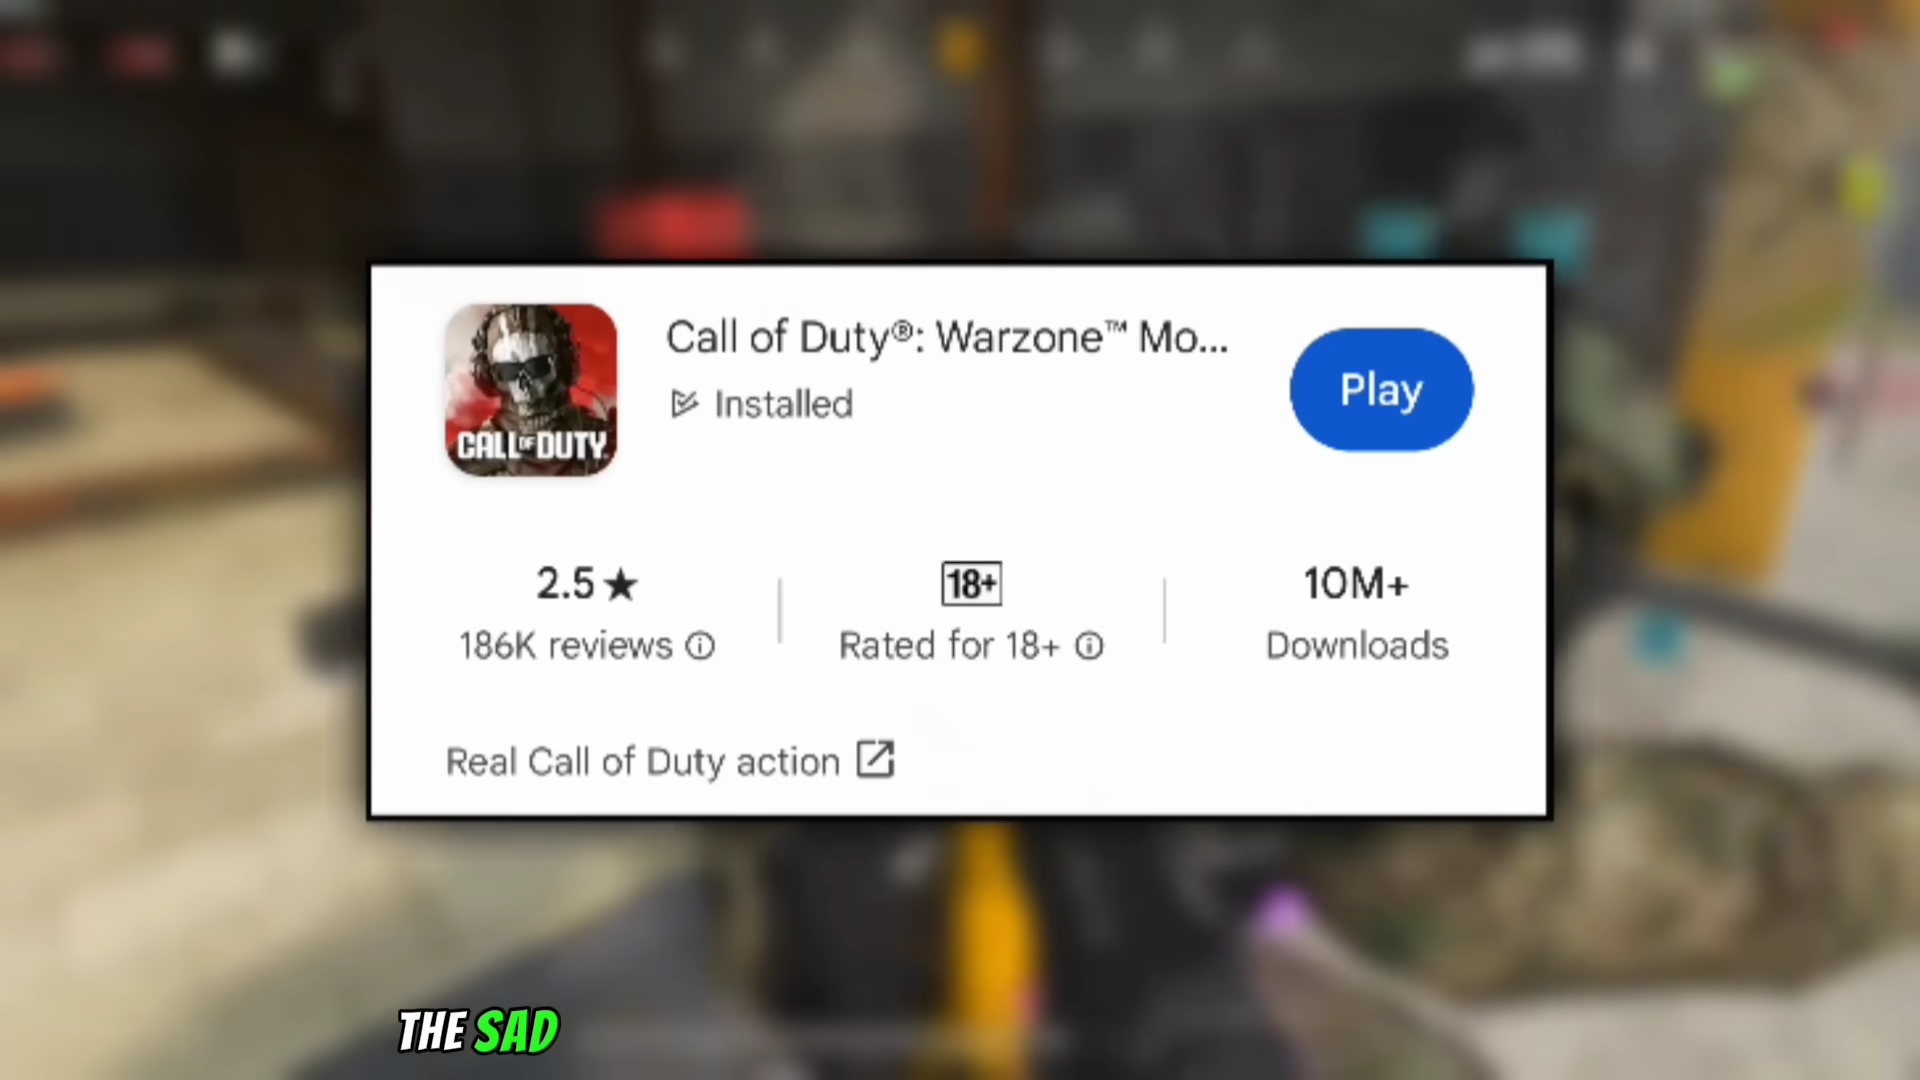 Call of Duty®: Warzone™ Mo...
Installed
Play
CALL OF DUTY
2.5★
186K reviews
18+
Rated for 18+
10M+
Downloads
Real Call of Duty action
THE SAD